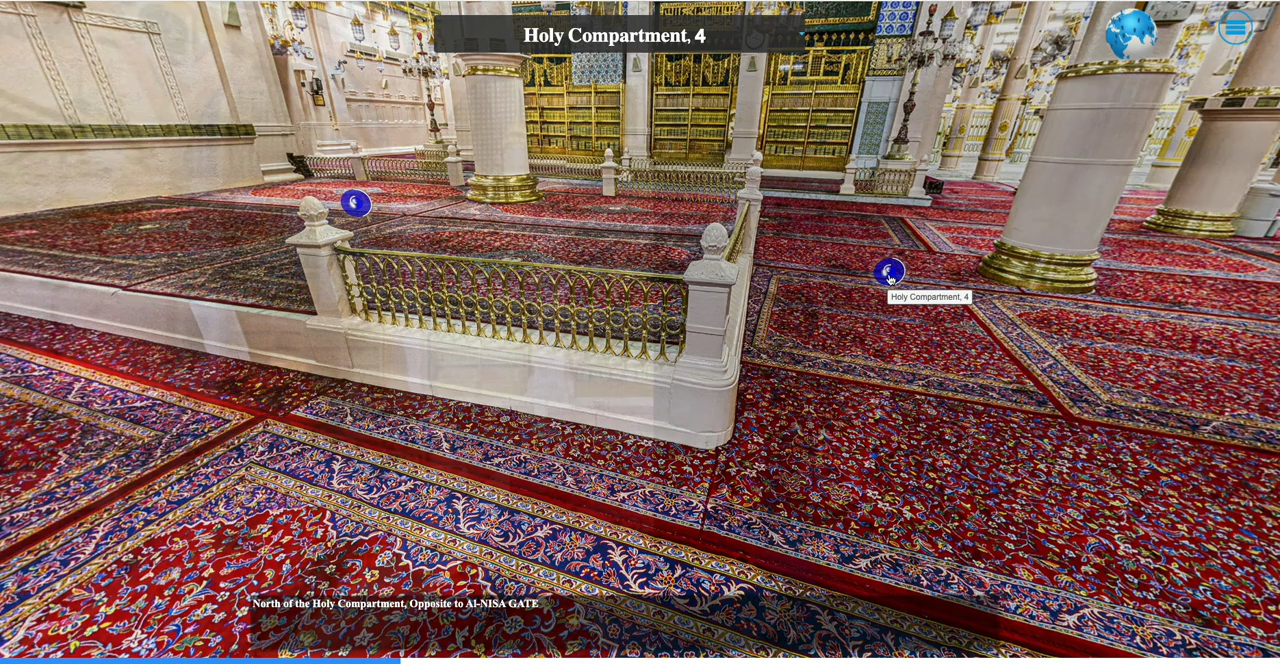 Holy Compartment, 4
Holy Compartment, 4
North of the Holy Compartment, Opposite to Al-NISA GATE